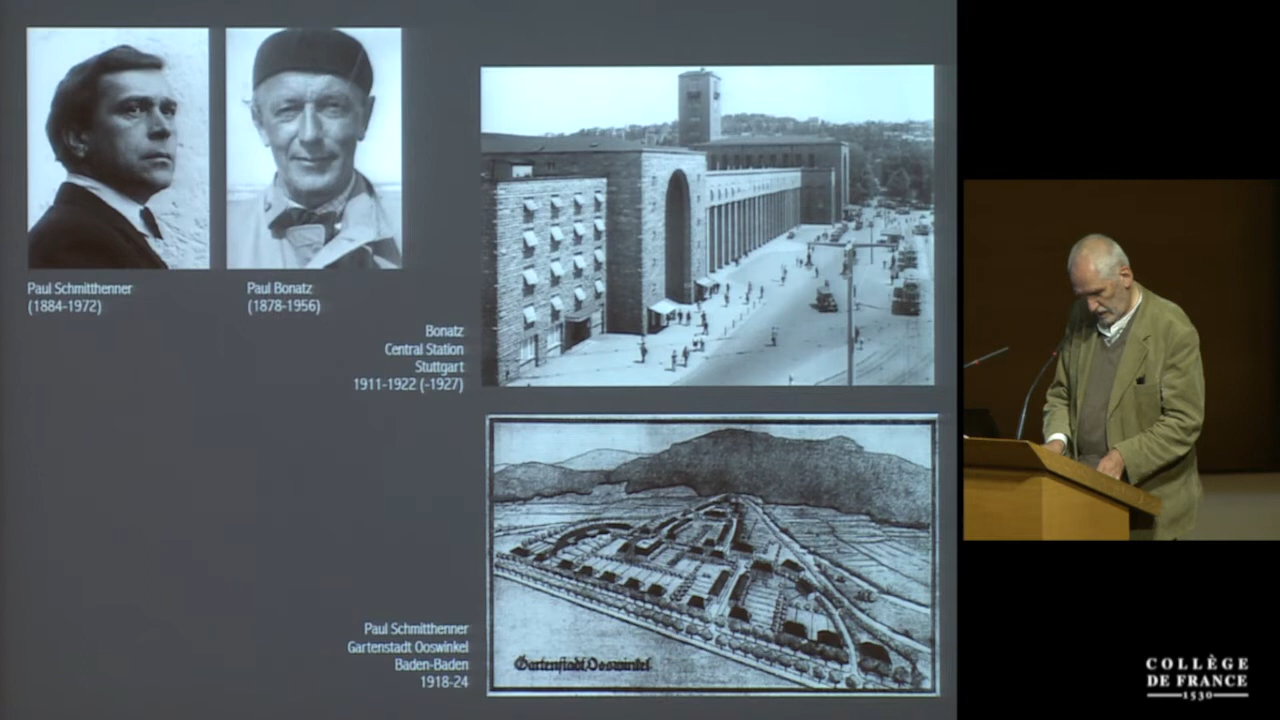 Paul Schmitthenner
(1884-1972)
Paul Bonatz
(1878-1956)
Bonatz
Central Station
Stuttgart
1911-1922 (-1927)
Paul Schmitthenner
Gartenstadt Ooswinkel
Baden-Baden
1918-24
Gartenstadt Ooswinkel
COLLÈGE
DE FRANCE
1530